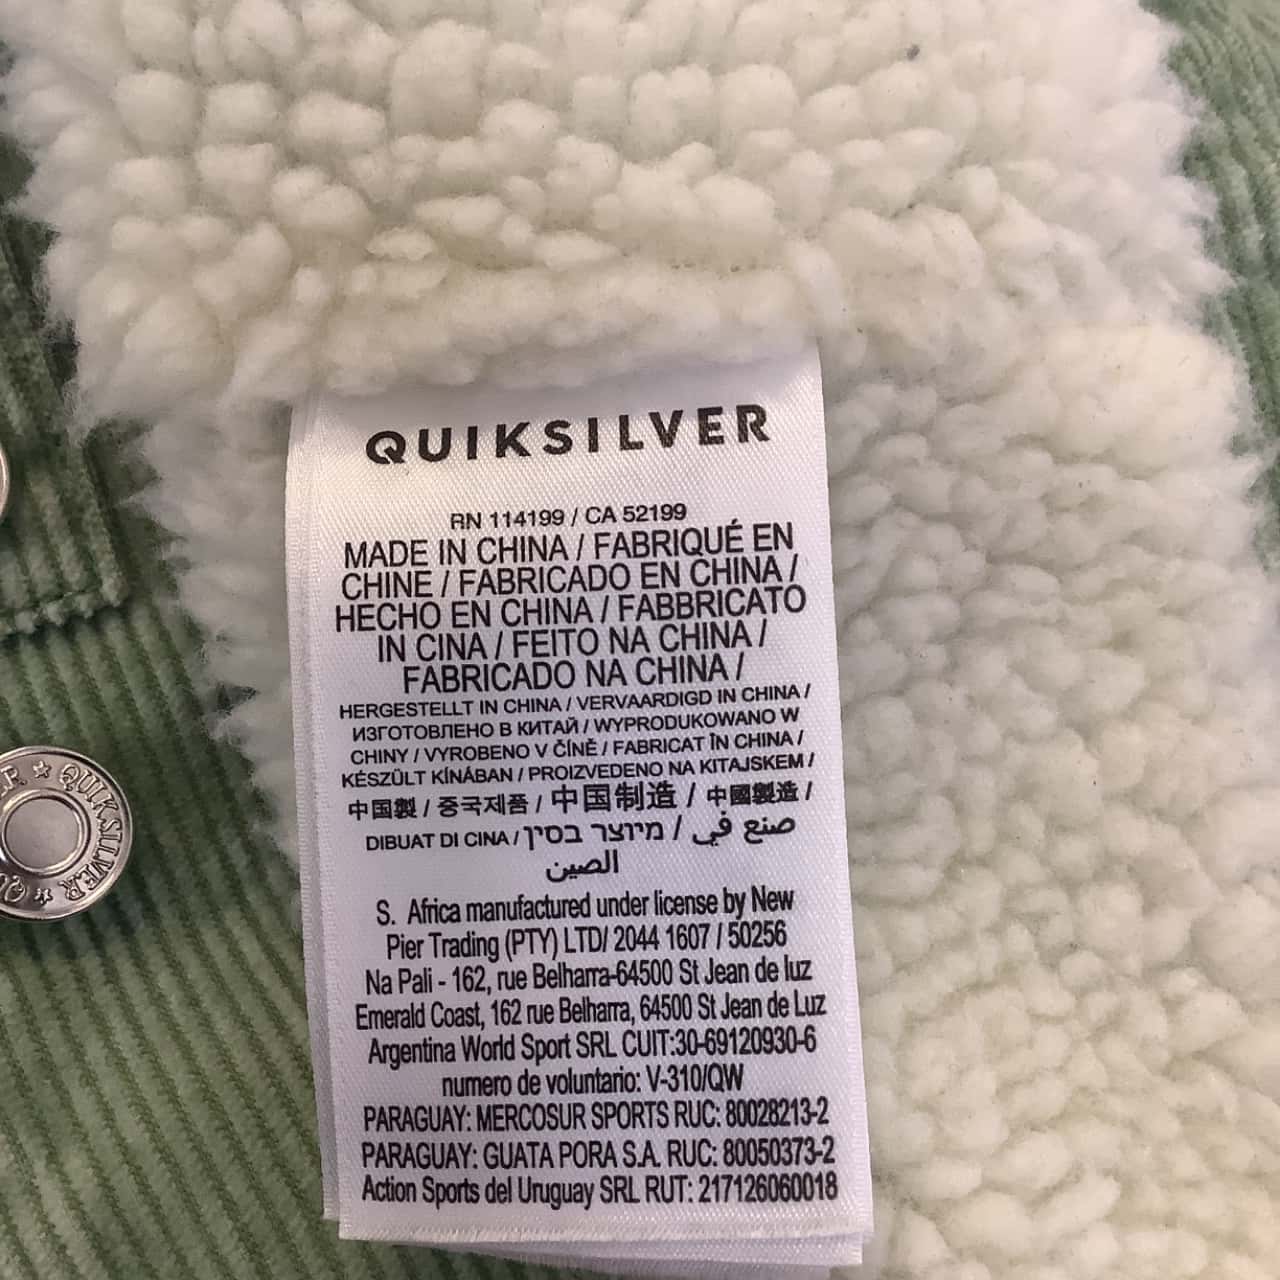 QUIKSILVER
RN 114199 / CA 52199
MADE IN CHINA / FABRIQUÉ EN
CHINE / FABRICADO EN CHINA /
HECHO EN CHINA / FABBRICATO
IN CINA / FEITO NA CHINA /
FABRICADO NA CHINA /
HERGESTELLT IN CHINA / VERVAARDIGD IN CHINA /
ИЗГОТОВЛЕНО В КИТАЙ / WYPRODUKOWANO W
CHINY / VYROBENO V ČÍNĚ / FABRICAT ÎN CHINA /
KÉSZÜLT KÍNÁBAN / PROIZVEDENO NA KITAJSKEM /
中国製 / 중국제품 / 中国制造 / 中國製造 /
DIBUAT DI CINA / מיוצר בסין / صنع في
الصين
S. Africa manufactured under license by New
Pier Trading (PTY) LTD/ 2044 1607 / 50256
Na Pali - 162, rue Belharra-64500 St Jean de luz
Emerald Coast, 162 rue Belharra, 64500 St Jean de Luz
Argentina World Sport SRL CUIT:30-69120930-6
numero de voluntario: V-310/QW
PARAGUAY: MERCOSUR SPORTS RUC: 80028213-2
PARAGUAY: GUATA PORA S.A. RUC: 80050373-2
Action Sports del Uruguay SRL RUT: 217126060018
QUIKSILVER